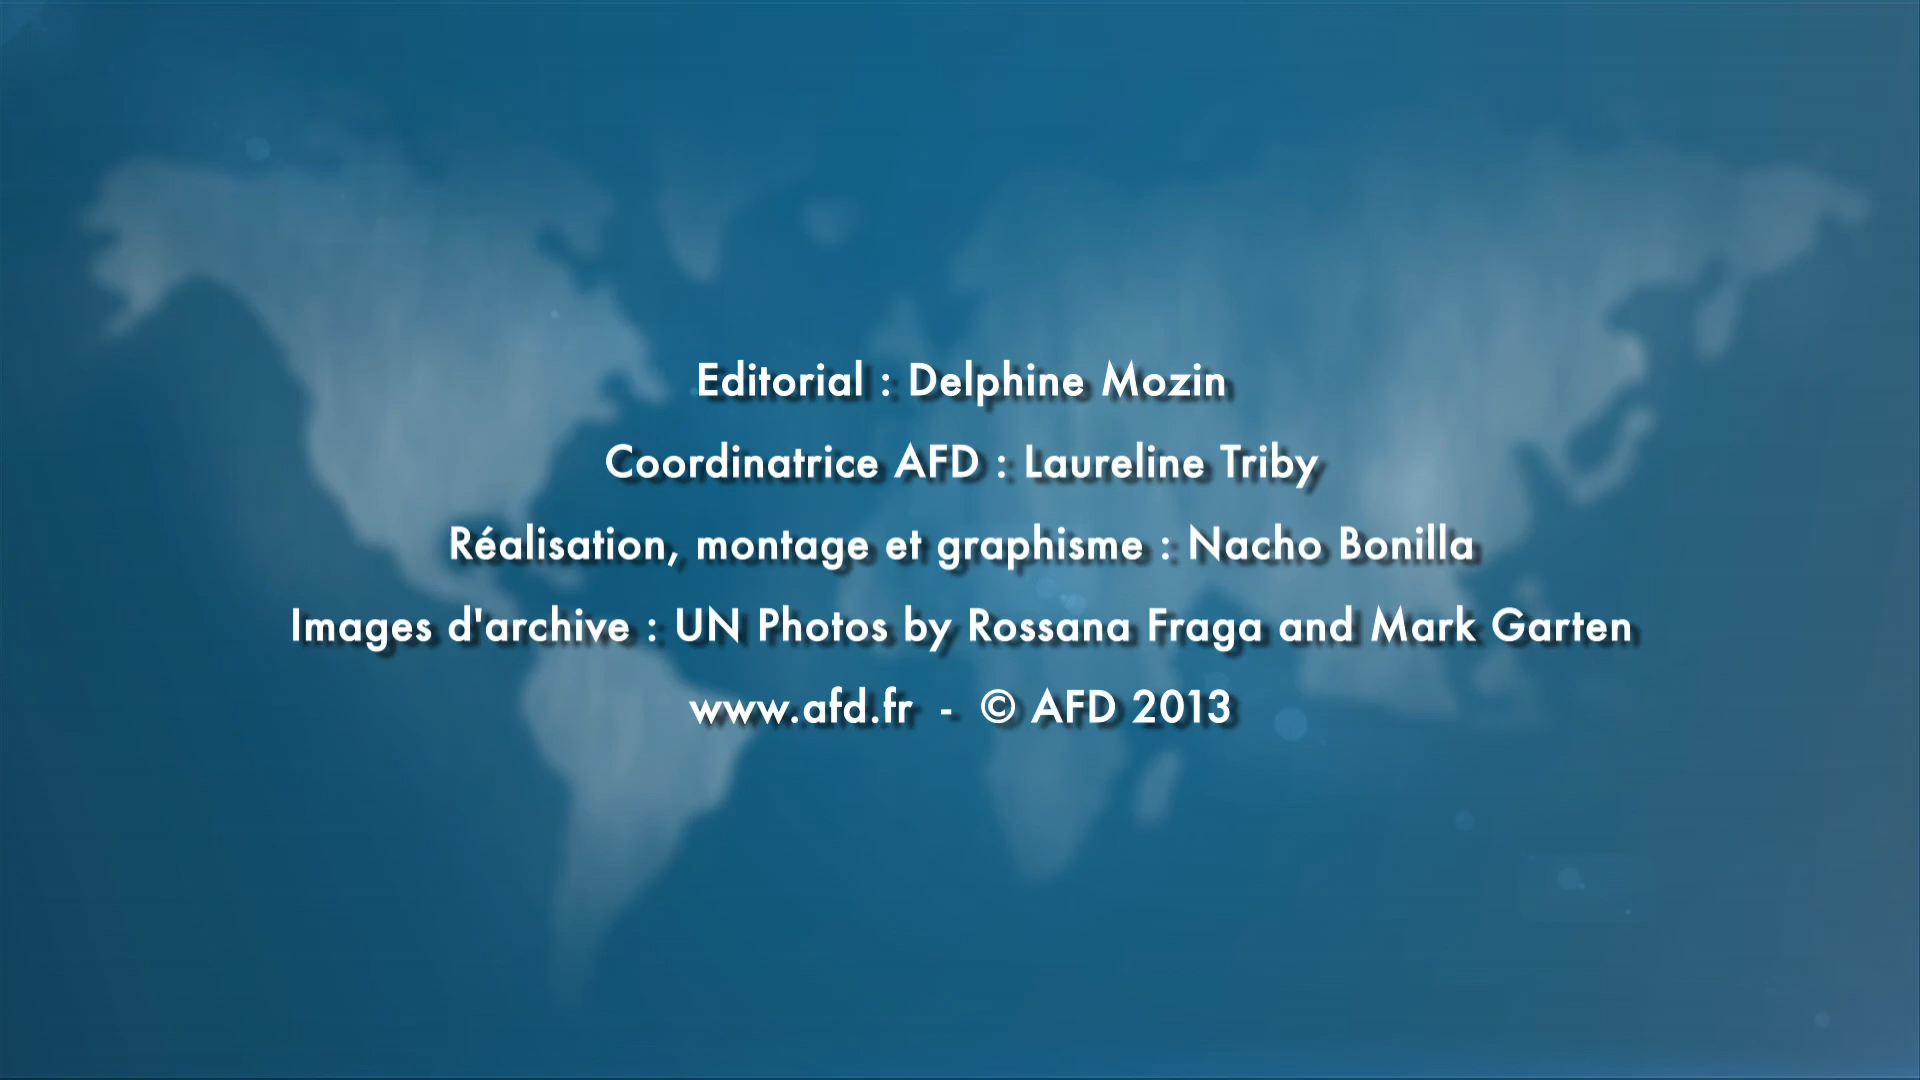 Editorial : Delphine Mozin
Coordinatrice AFD : Laureline Triby
Réalisation, montage et graphisme : Nacho Bonilla
Images d'archive : UN Photos by Rossana Fraga and Mark Garten
www.afd.fr - © AFD 2013